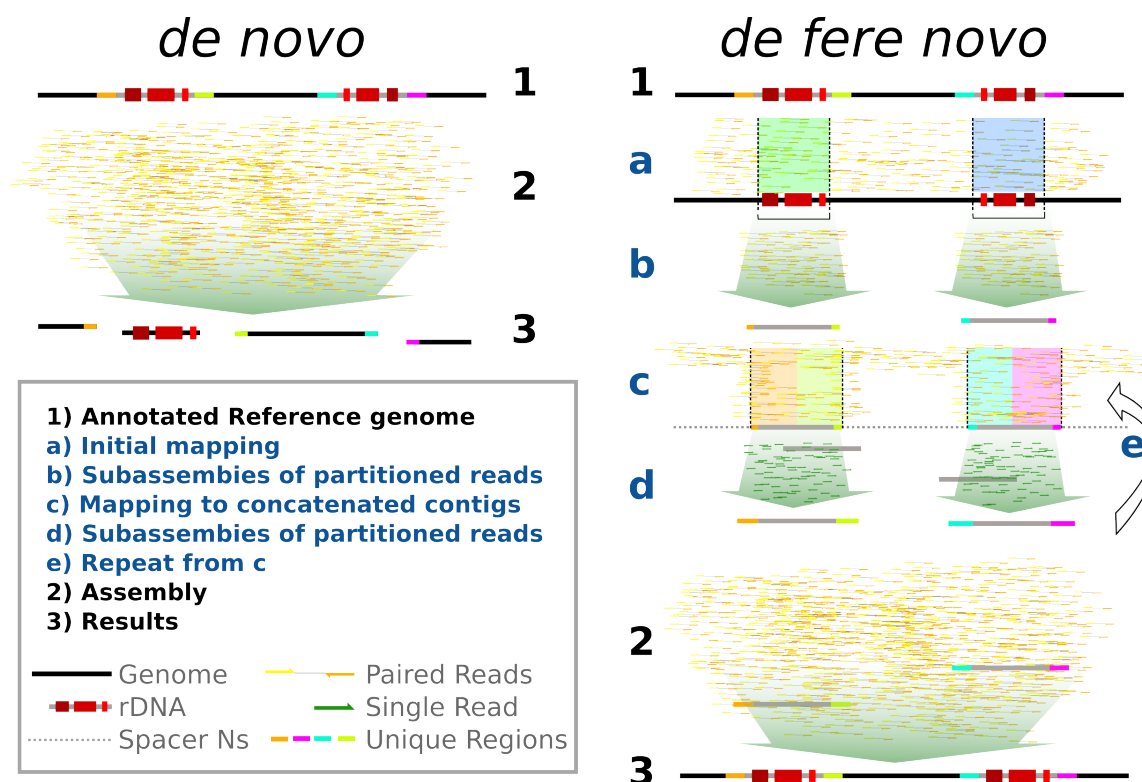 de novo
1
2
3
de fere novo
1
a
b
c
d
e
2
3
1) Annotated Reference genome
a) Initial mapping
b) Subassembies of partitioned reads
c) Mapping to concatenated contigs
d) Subassembies of partitioned reads
e) Repeat from c
2) Assembly
3) Results
Genome
Paired Reads
rDNA
Single Read
Spacer Ns
Unique Regions